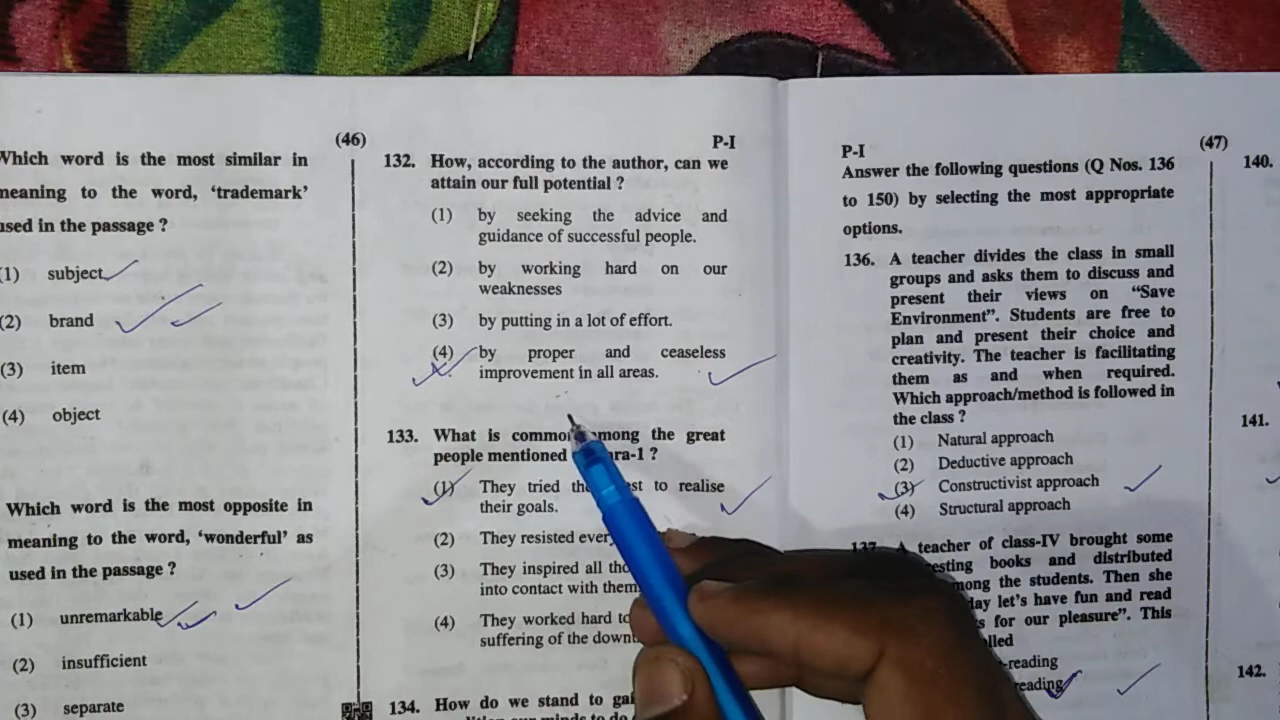 (46)
P-I
Which word is the most similar in
meaning to the word, ‘trademark’
used in the passage ?
(1) subject
(2) brand
(3) item
(4) object
Which word is the most opposite in
meaning to the word, ‘wonderful’ as
used in the passage ?
(1) unremarkable
(2) insufficient
(3) separate
132. How, according to the author, can we
attain our full potential ?
(1) by seeking the advice and
guidance of successful people.
(2) by working hard on our
weaknesses
(3) by putting in a lot of effort.
(4) by proper and ceaseless
improvement in all areas.
133. What is common among the great
people mentioned ?
(1) They tried to realise
their goals.
(2) They resisted
(3) They inspired all
into contact with them
(4) They worked hard to
suffering of the
134. How do we stand to
minds to do
P-I
(47)
Answer the following questions (Q Nos. 136
to 150) by selecting the most appropriate
options.
136. A teacher divides the class in small
groups and asks them to discuss and
present their views on “Save
Environment”. Students are free to
plan and present their choice and
creativity. The teacher is facilitating
them as and when required.
Which approach/method is followed in
the class ?
(1) Natural approach
(2) Deductive approach
(3) Constructivist approach
(4) Structural approach
137. A teacher of class-IV brought some
books and distributed
among the students. Then she
let's have fun and read
for our pleasure”. This
reading
reading
140.
141.
142.